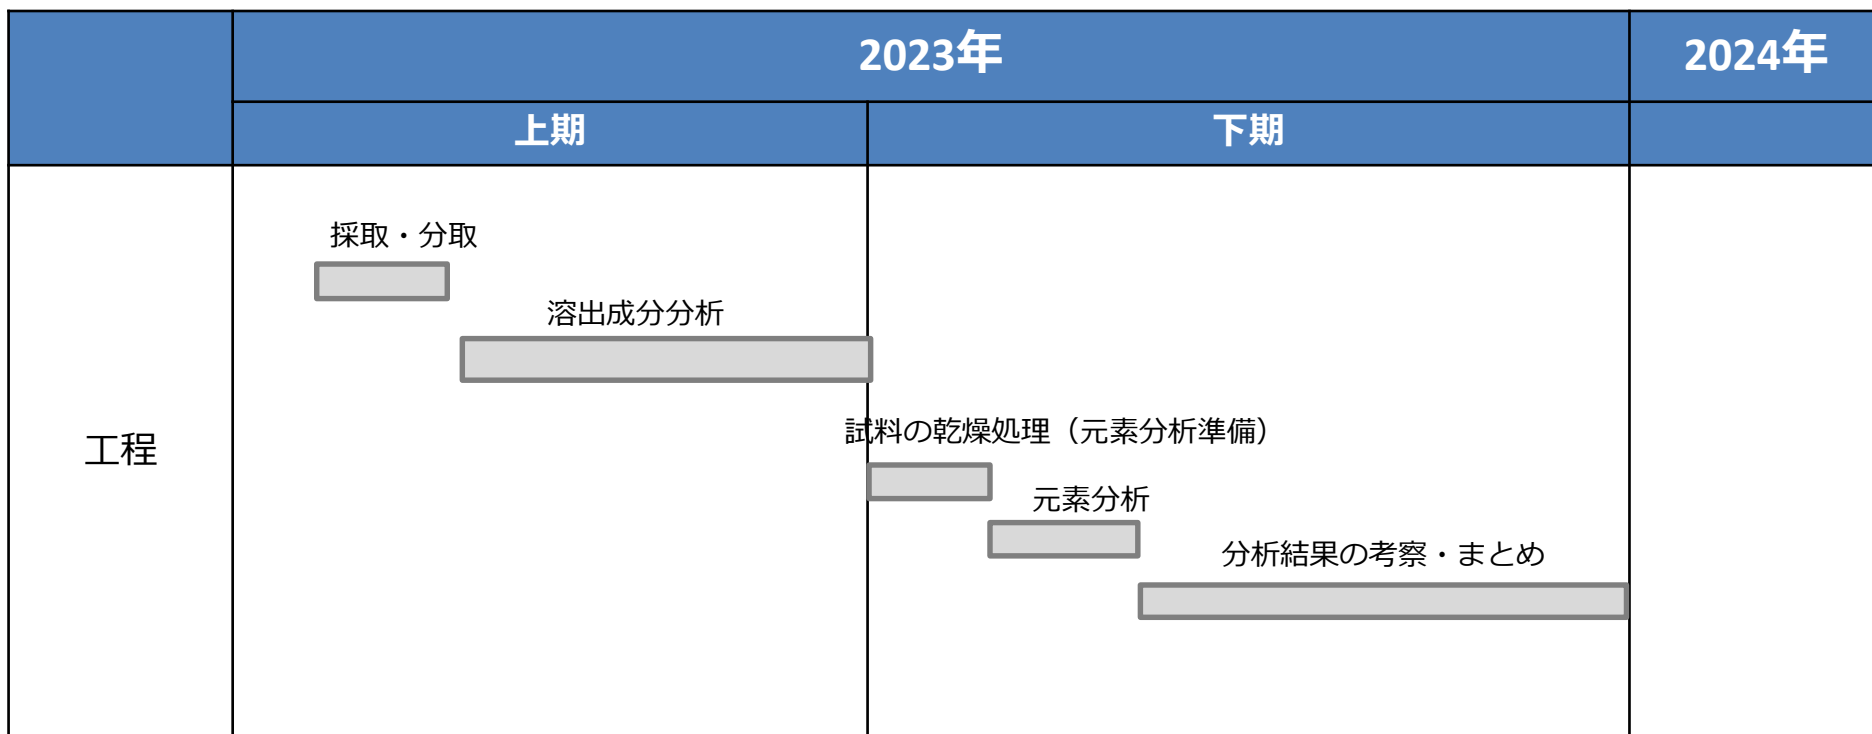 2023年
2024年
上期
下期
工程
採取・分取
溶出成分分析
試料の乾燥処理（元素分析準備）
元素分析
分析結果の考察・まとめ